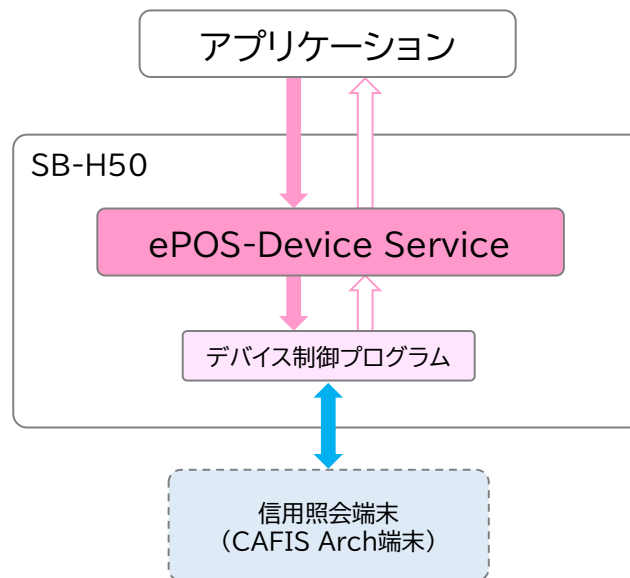 アプリケーション
SB-H50
ePOS-Device Service
デバイス制御プログラム
信用照会端末
（CAFIS Arch端末）